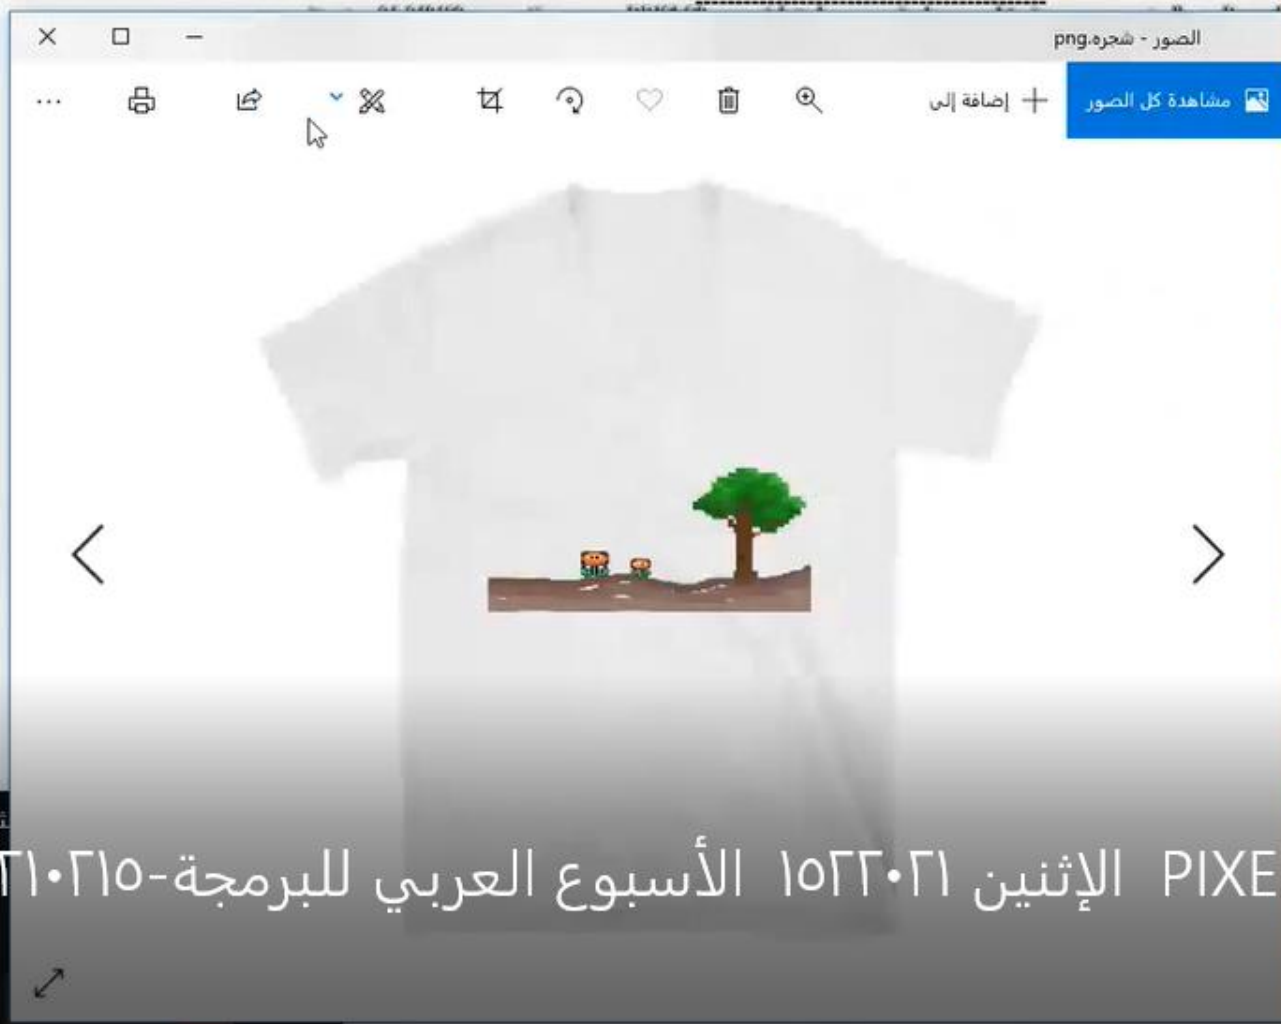 الصور - شجره.png
مشاهدة كل الصور
إضافة إلى
PIXE الإثنين ١٥٢٢٠٢١ الأسبوع العربي للبرمجة-٢١٠٢١٥